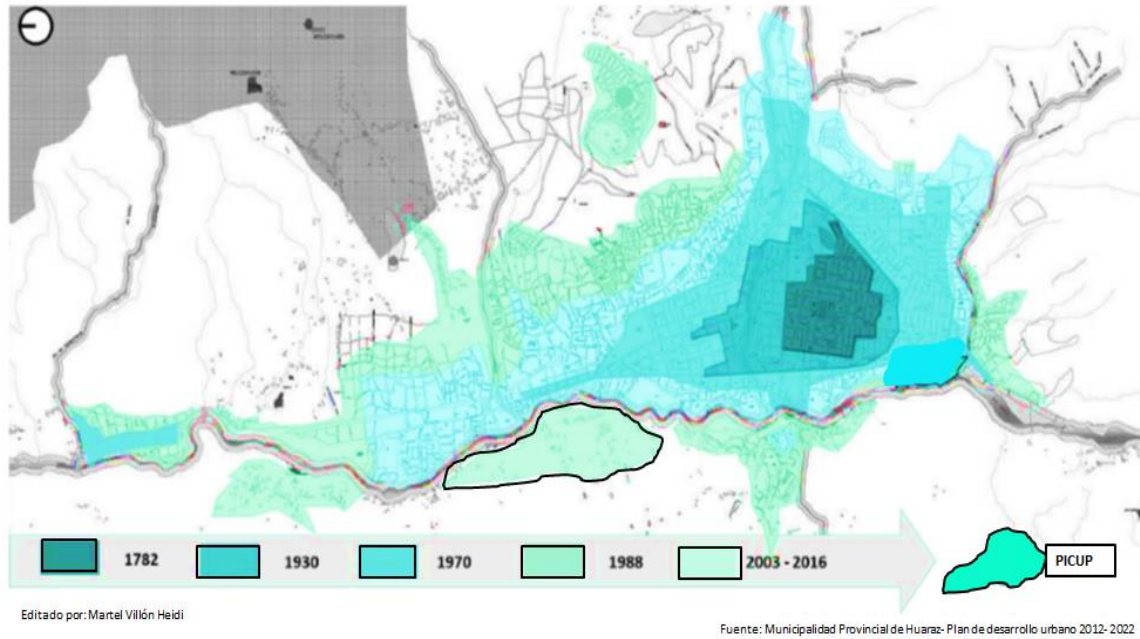 1782
1930
1970
1988
2003 - 2016
PICUP
Editado por: Martel Villón Heidi
Fuente: Municipalidad Provincial de Huaraz- Plan de desarrollo urbano 2012- 2022